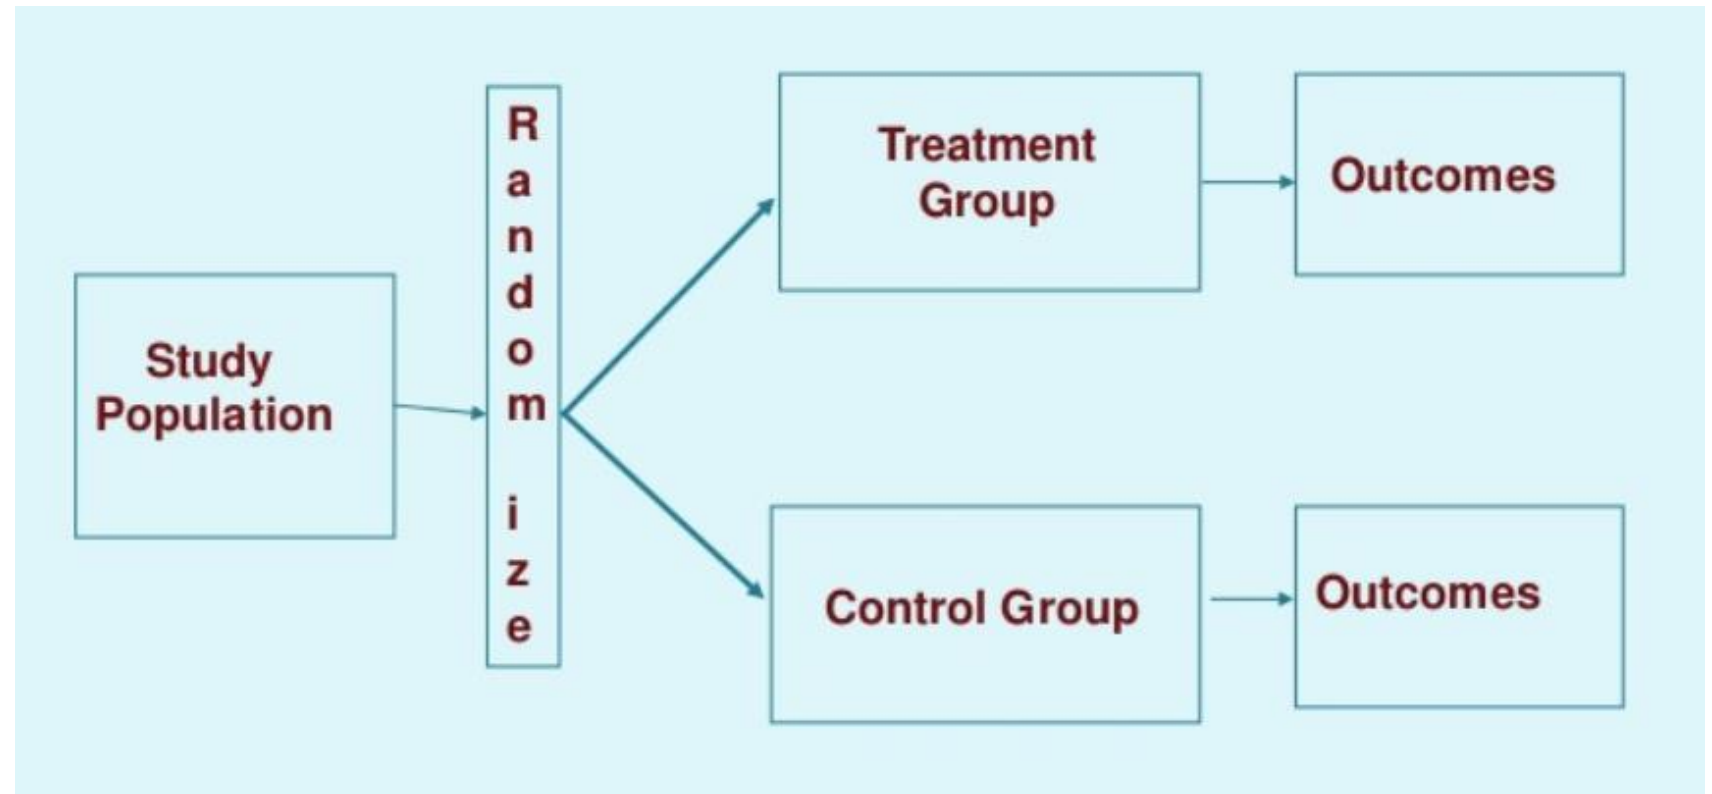 Study
Population
R
a
n
d
o
m
i
z
e
Treatment
Group
Outcomes
Control Group
Outcomes